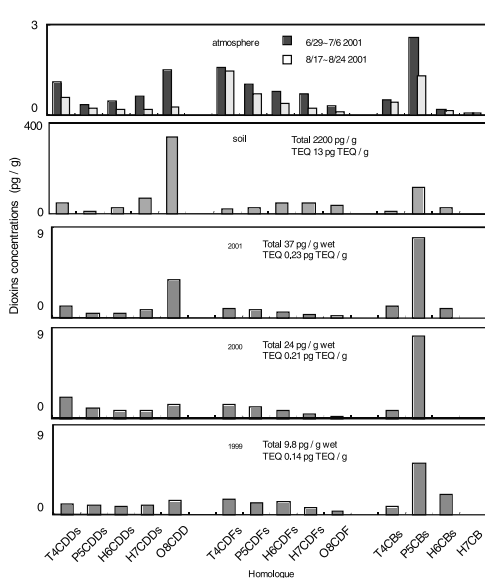 3
atmosphere
6/29~7/6 2001
8/17~8/24 2001
0
400
soil
Total 2200 pg / g
TEQ 13 pg TEQ / g
0
Dioxins concentrations (pg / g)
9
2001
Total 37 pg / g wet
TEQ 0,23 pg TEQ / g
0
9
2000
Total 24 pg / g wet
TEQ 0.21 pg TEQ / g
0
9
1999
Total 9.8 pg / g wet
TEQ 0.14 pg TEQ / g
0
T4CDDs P5CDDs H6CDDs H7CDDs O8CDD T4CDFs P5CDFs H6CDFs H7CDFs O8CDF T4CBs P5CBs H6CBs H7CB
Homologue